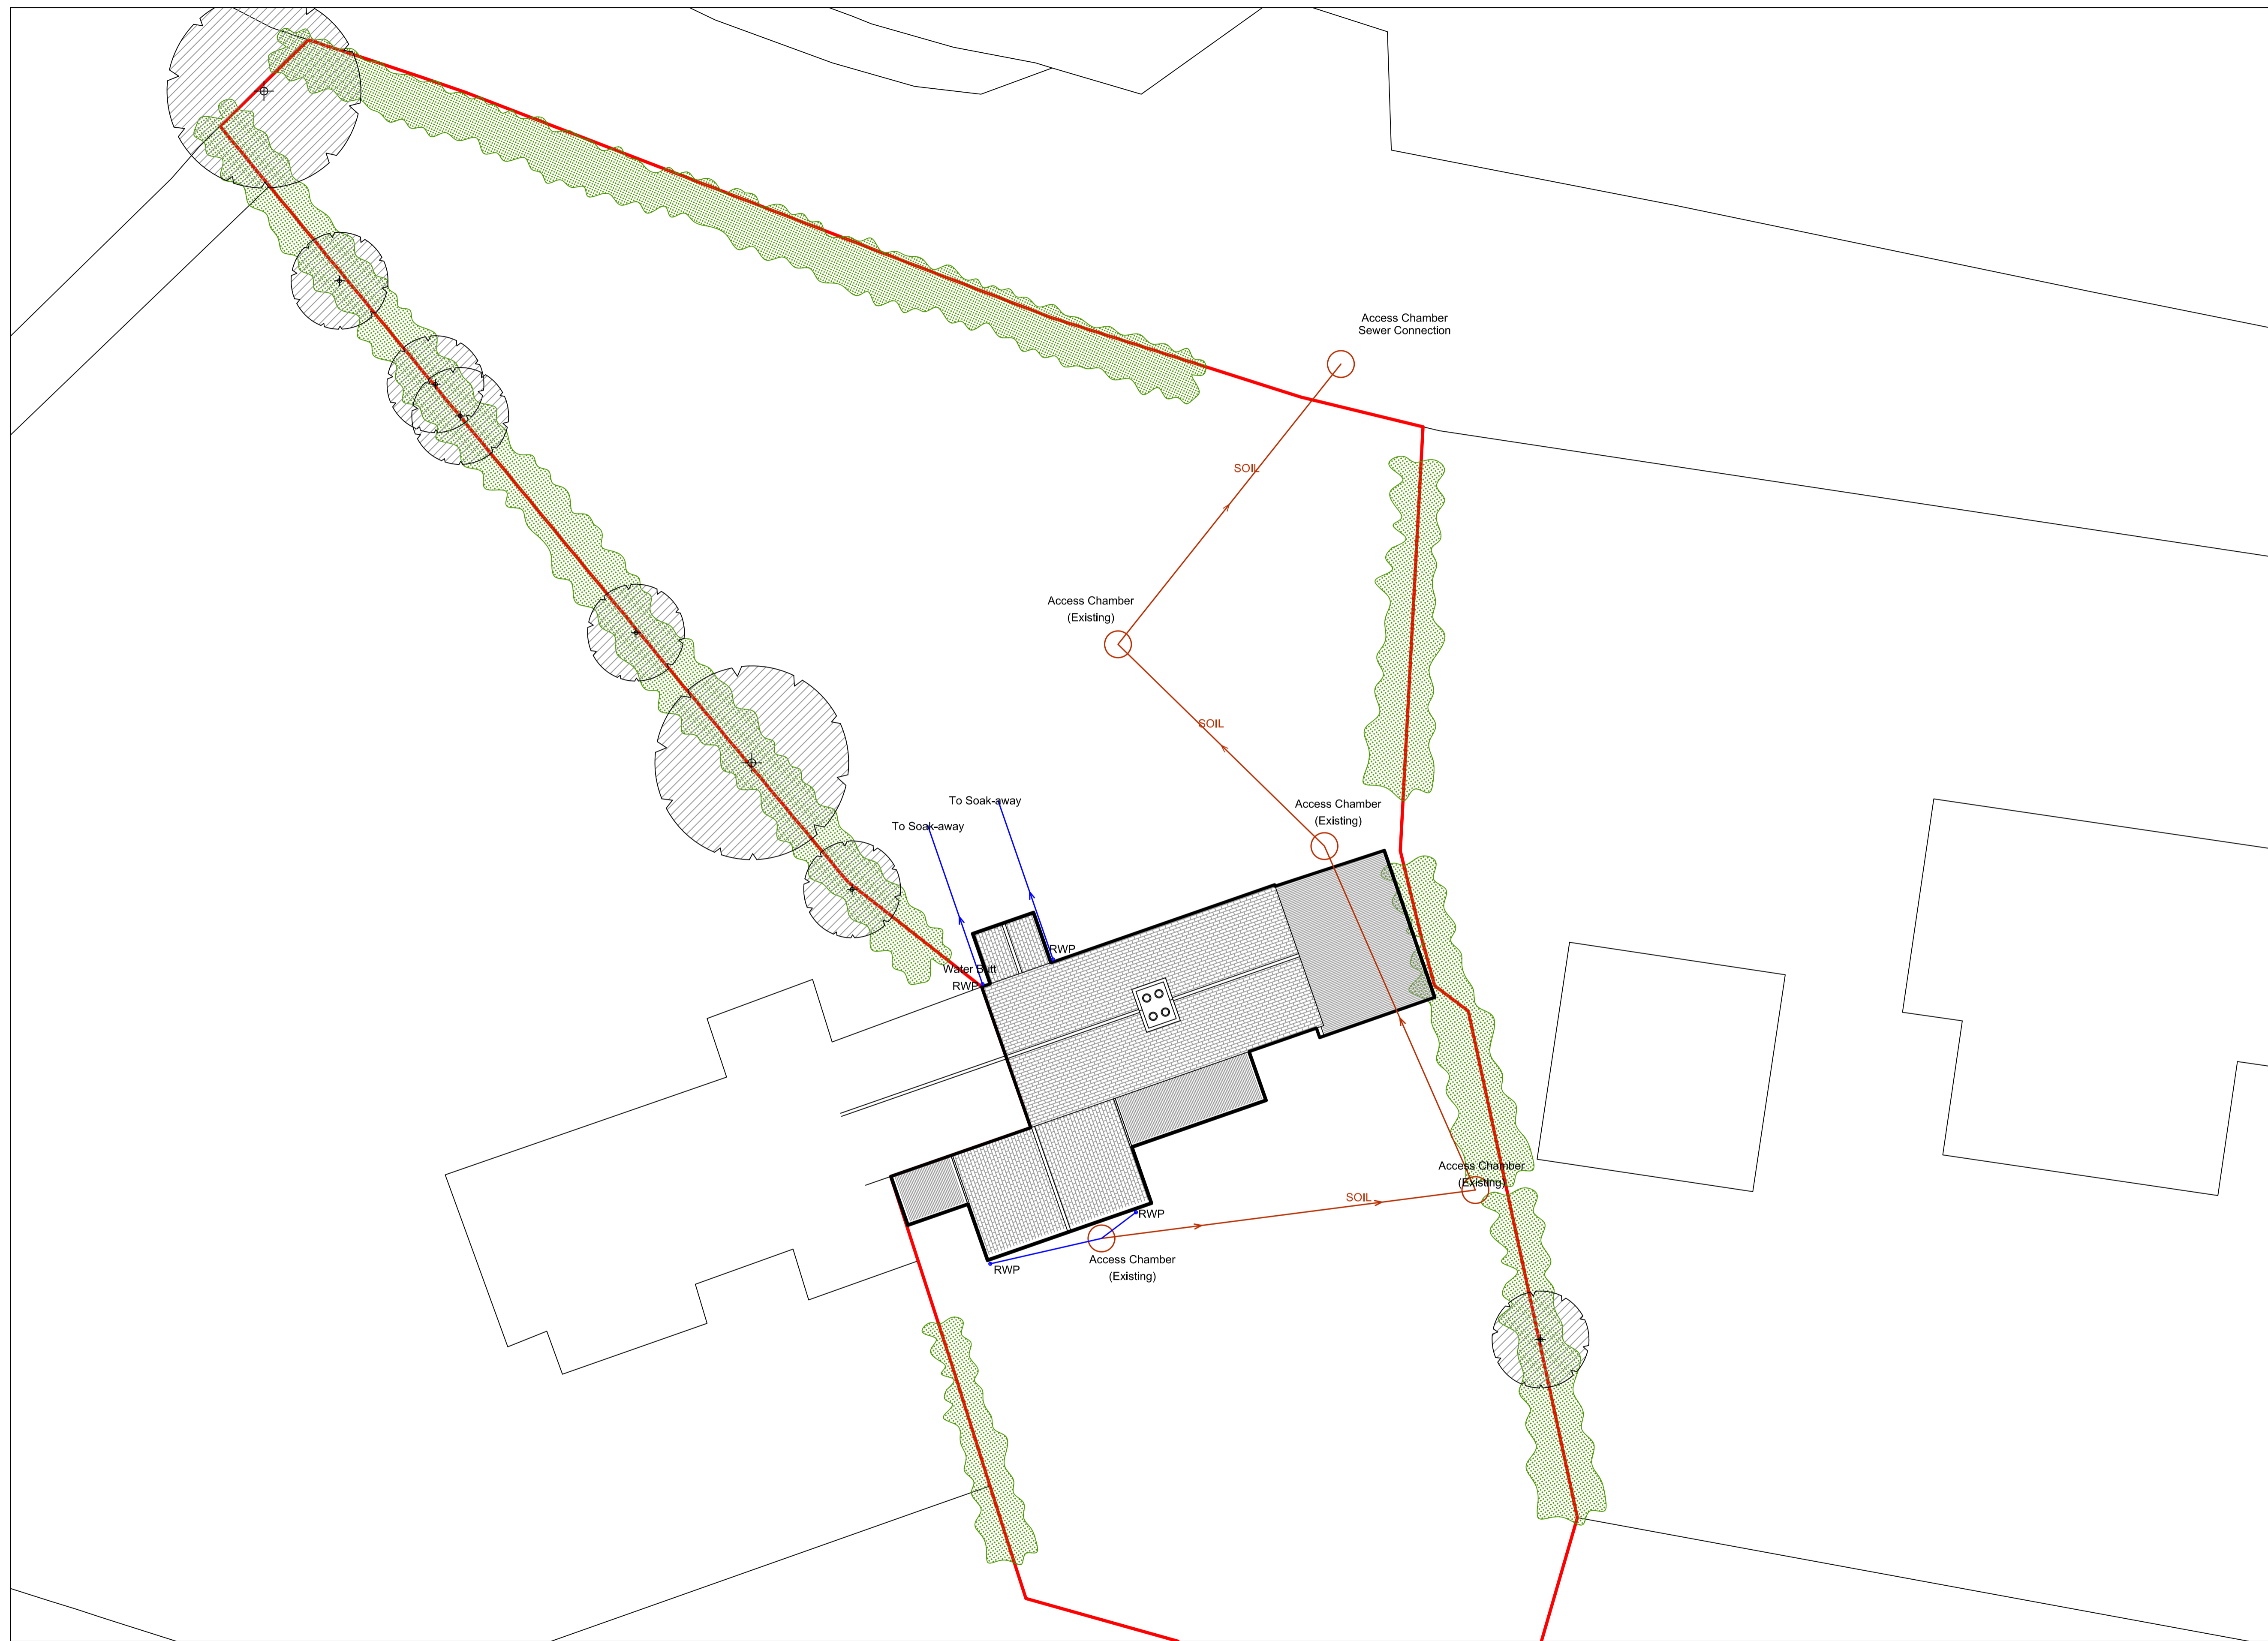 Access Chamber
Sewer Connection
SOIL
Access Chamber
(Existing)
SOIL
To Soak-away
To Soak-away
Access Chamber
(Existing)
RWP
Water Butt
RWP
Access Chamber
(Existing)
SOIL
RWP
Access Chamber
(Existing)
RWP